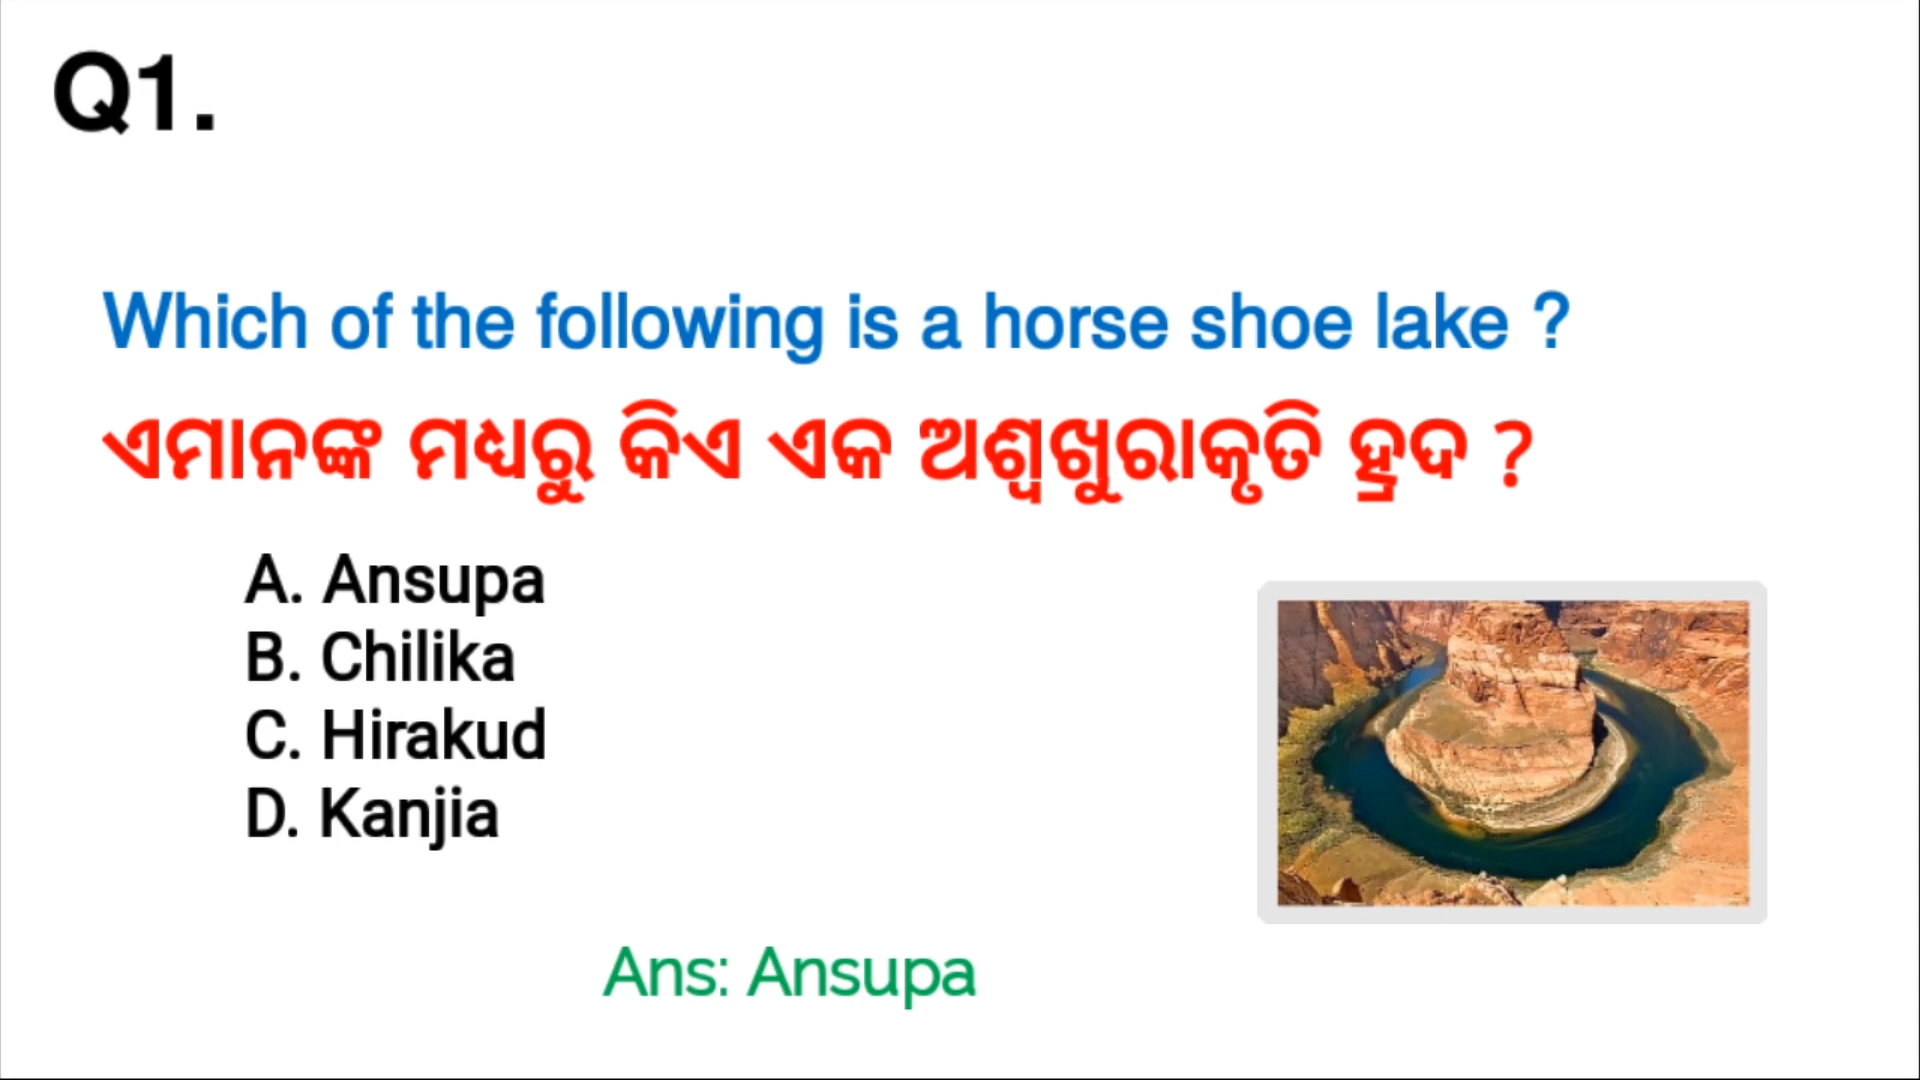 Q1.
Which of the following is a horse shoe lake ?
ଏମାନଙ୍କ ମଧ୍ୟରୁ କିଏ ଏକ ଅଶ୍ୱଖୁରାକୃତି ହ୍ରଦ ?
A. Ansupa
B. Chilika
C. Hirakud
D. Kanjia
Ans: Ansupa